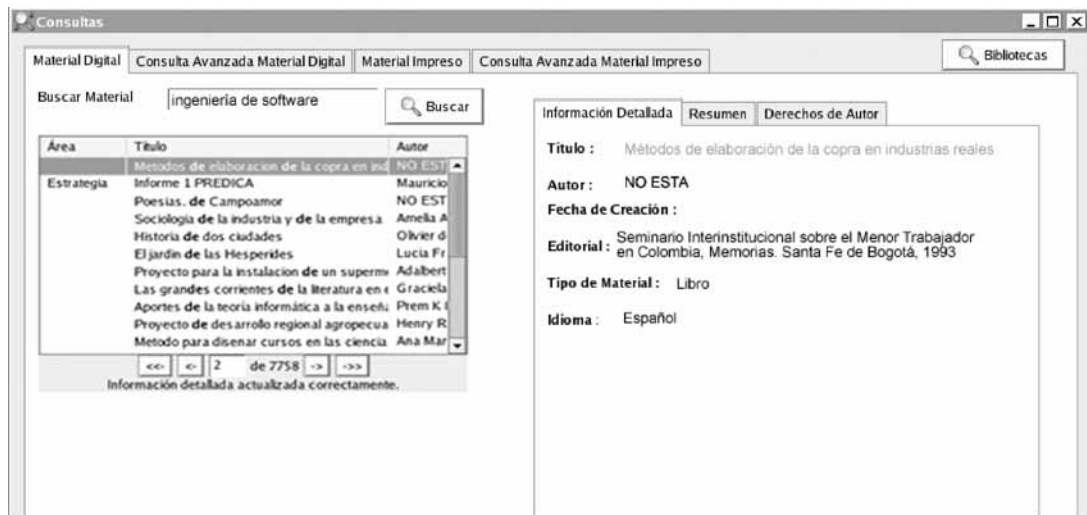 Consultas
Material Digital Consulta Avanzada Material Digital Material Impreso Consulta Avanzada Material Impreso Bibliotecas
Buscar Material ingeniería de software Buscar
Área Título Autor
Metodos de elaboracion de la copra en ind NO EST
Estrategia Informe 1 PREDICA Mauricio
Poesias. de Campoamor NO EST
Sociologia de la industria y de la empresa Amelia A
Historia de dos ciudades Olivier d
El jardin de las Hesperides Lucia Fr
Proyecto para la instalacion de un superm Adalbert
Las grandes corrientes de la literatura en e Graciela
Aportes de la teoría informática a la enseña Prem K
Proyecto de desarrollo regional agropecua Henry R
Metodo para disenar cursos en las ciencia Ana Mar
<<- <- 2 de 7758 -> ->>
Información detallada actualizada correctamente.
Información Detallada Resumen Derechos de Autor
Título : Métodos de elaboración de la copra en industrias reales
Autor : NO ESTA
Fecha de Creación :
Editorial : Seminario Interinstitucional sobre el Menor Trabajador
en Colombia, Memorias. Santa Fe de Bogotá, 1993
Tipo de Material : Libro
Idioma : Español